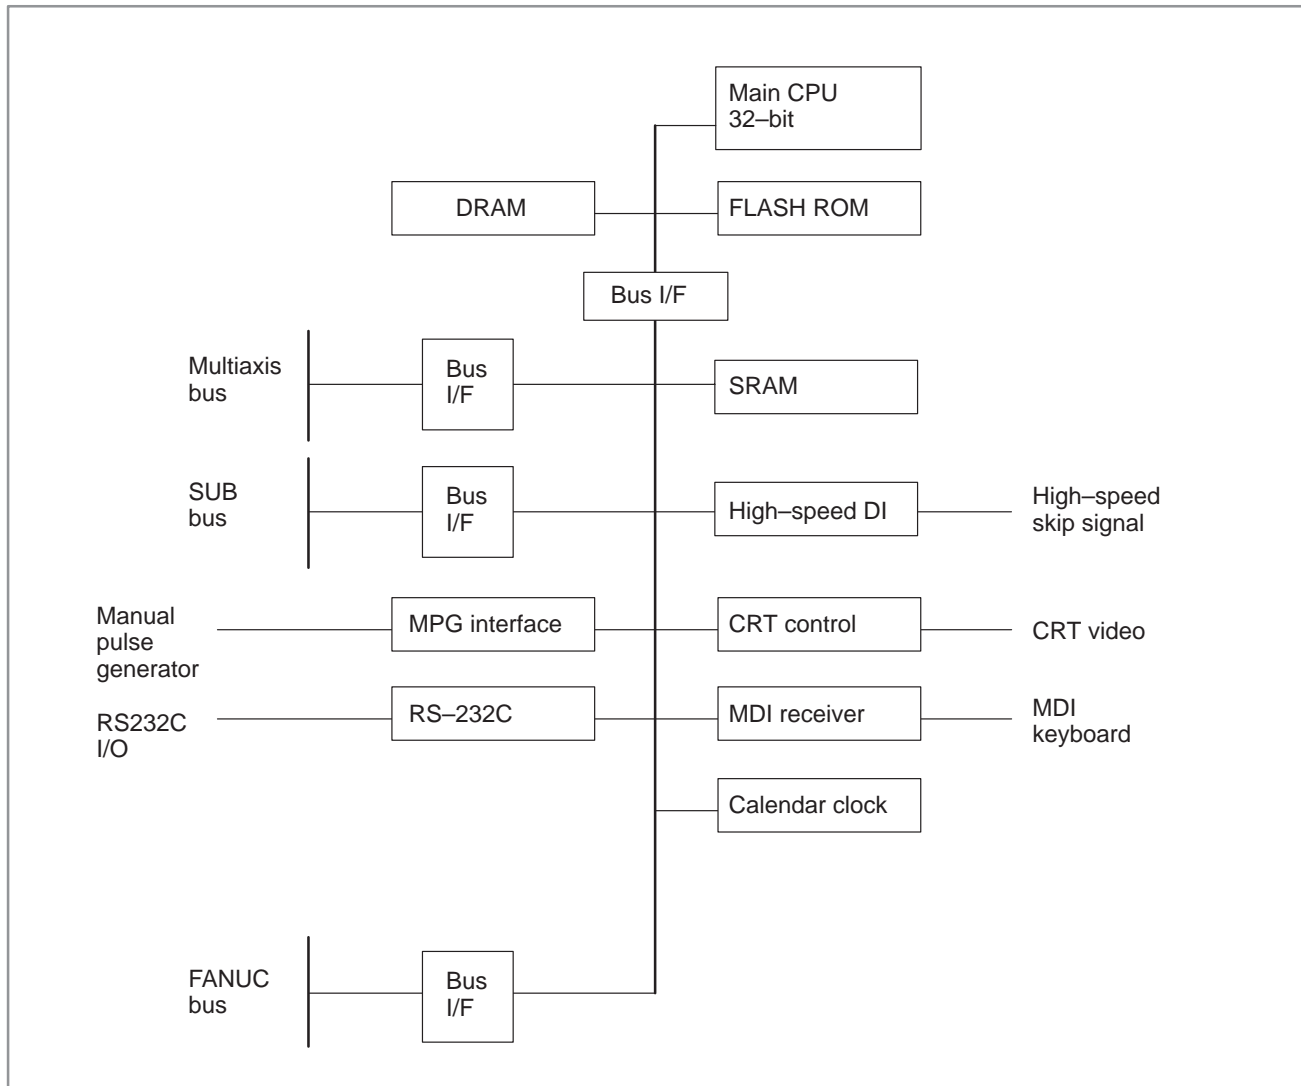 Main CPU
32–bit
DRAM
FLASH ROM
Bus I/F
Multiaxis
bus
Bus
I/F
SRAM
SUB
bus
Bus
I/F
High–speed DI
High–speed
skip signal
Manual
pulse
generator
MPG interface
CRT control
CRT video
RS232C
I/O
RS–232C
MDI receiver
MDI
keyboard
Calendar clock
FANUC
bus
Bus
I/F